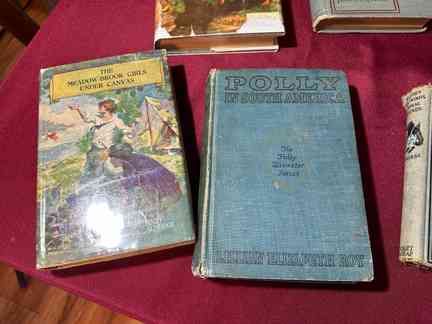 THE
MEADOW-BROOK GIRLS
UNDER CANVAS
POLLY
IN SOUTH AMERICA
The
Polly
Brewster
Series
LILLIAN ELIZABETH ROY